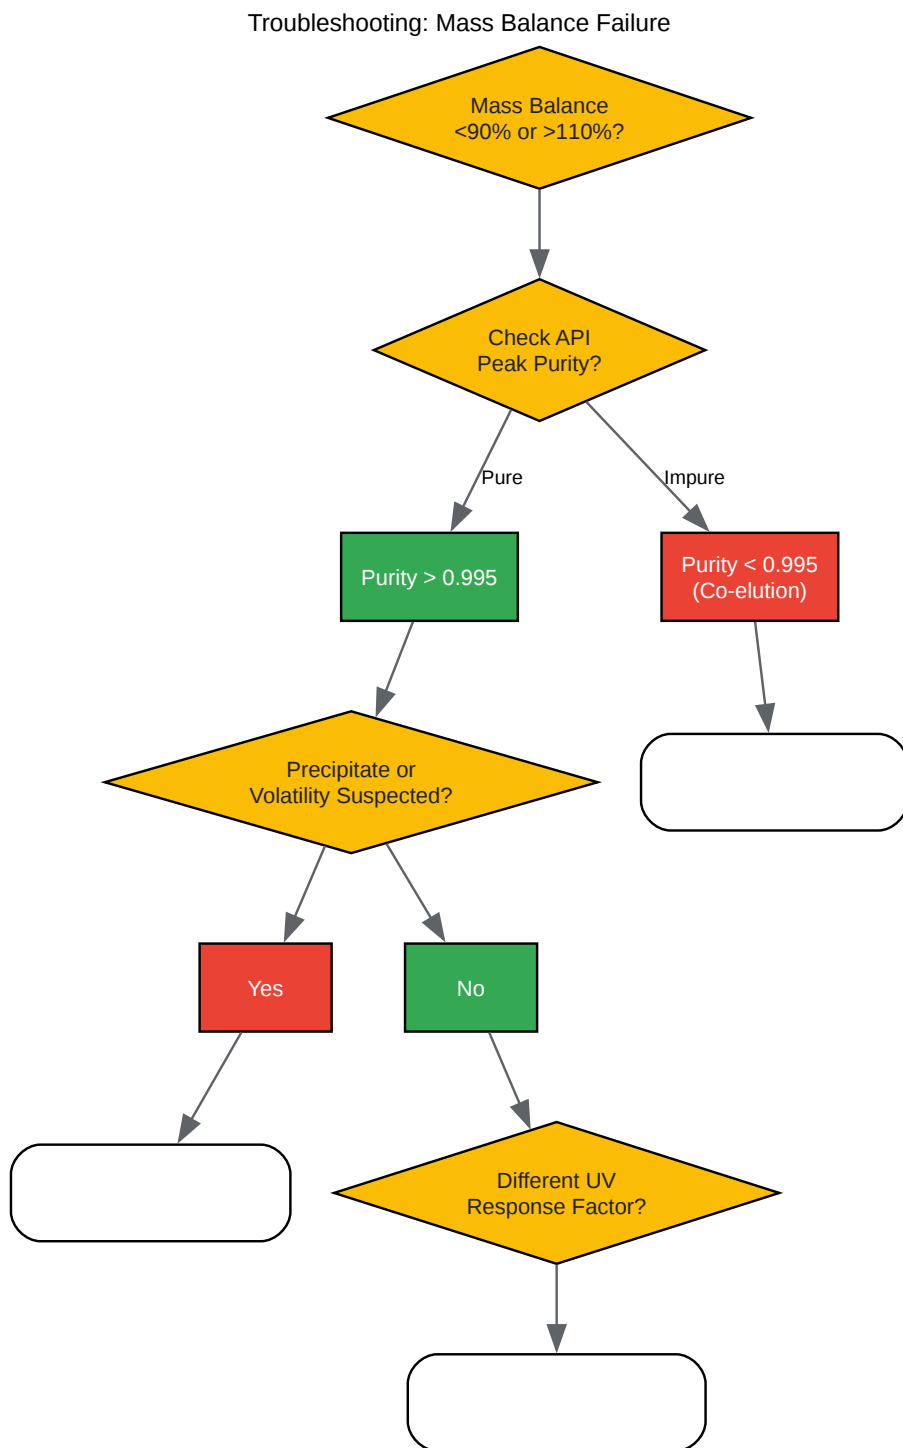 Troubleshooting: Mass Balance Failure
Mass Balance
<90% or >110%?
Check API
Peak Purity?
Pure
Impure
Purity > 0.995
Purity < 0.995
(Co-elution)
Precipitate or
Volatility Suspected?
Yes
No
Different UV
Response Factor?